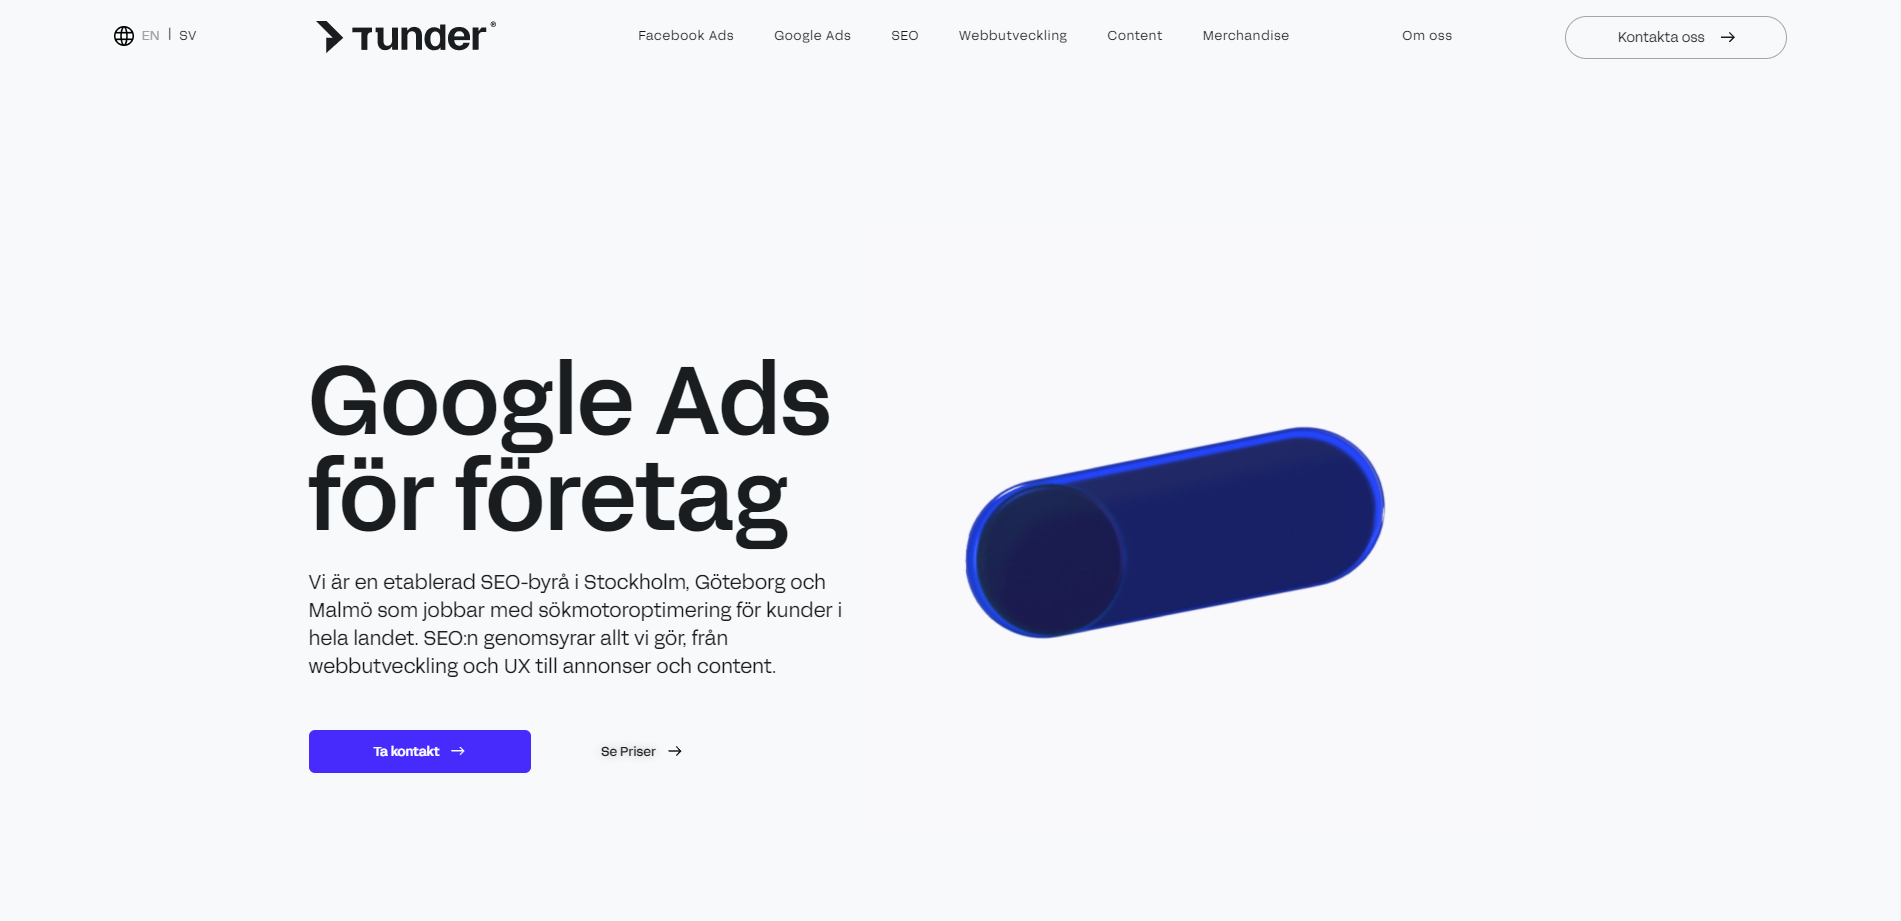 EN | SV
Tunder®
Facebook Ads
Google Ads
SEO
Webbutveckling
Content
Merchandise
Om oss
Kontakta oss →
Google Ads
för företag
Vi är en etablerad SEO-byrå i Stockholm, Göteborg och
Malmö som jobbar med sökmotoroptimering för kunder i
hela landet. SEO:n genomsyrar allt vi gör, från
webbutveckling och UX till annonser och content.
Ta kontakt →
Se Priser →